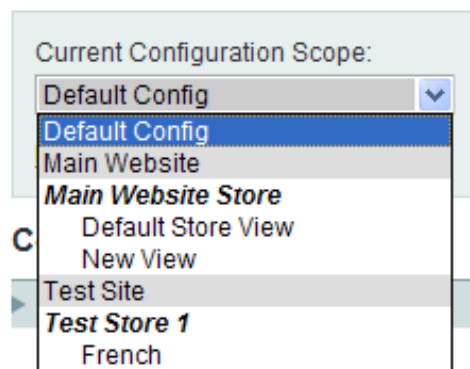 Current Configuration Scope:
Default Config
Default Config
Main Website
Main Website Store
Default Store View
New View
Test Site
Test Store 1
French